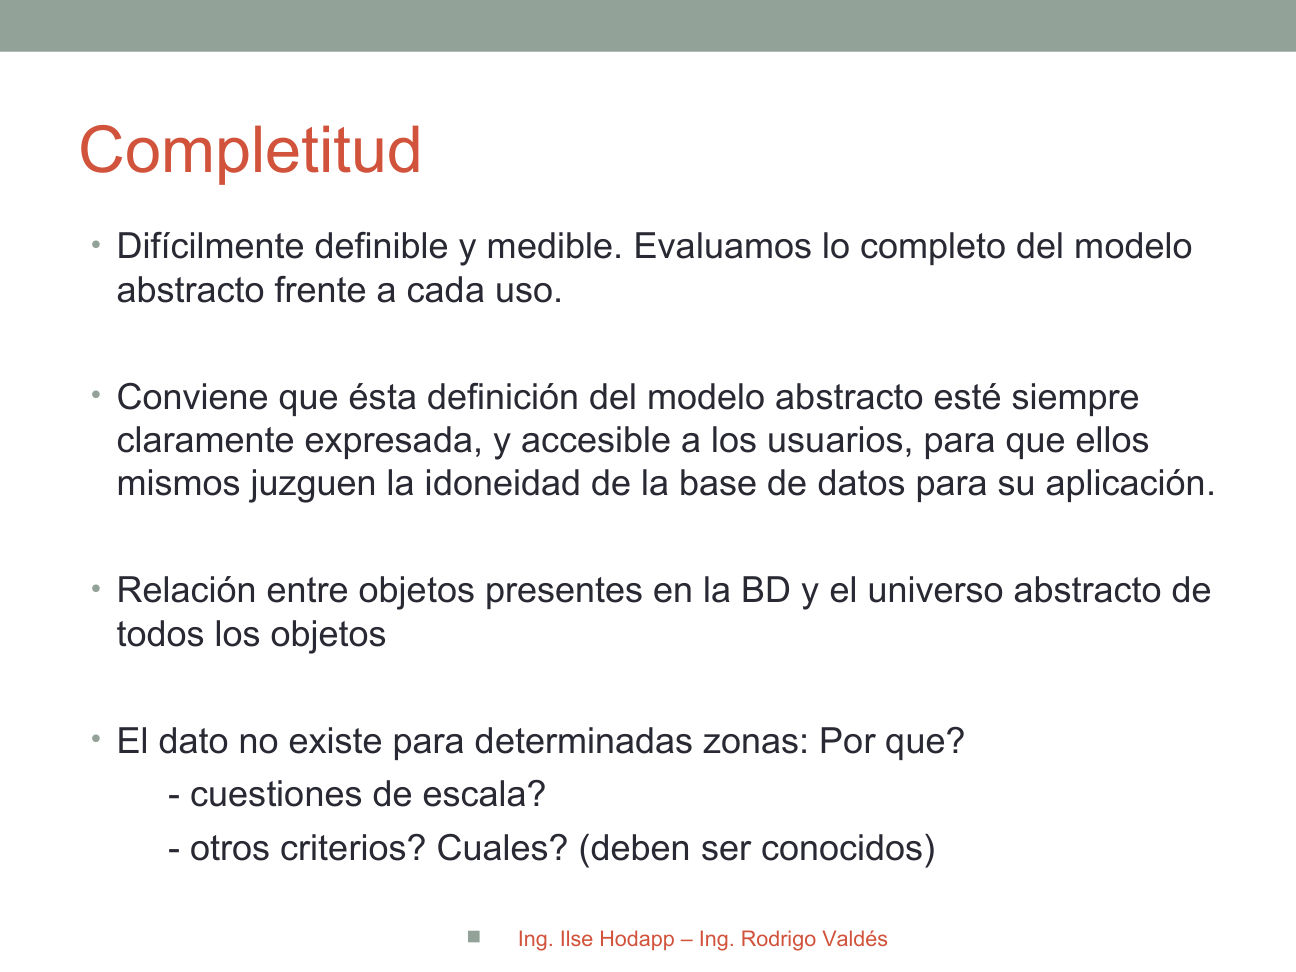 Completitud
• Difícilmente definible y medible. Evaluamos lo completo del modelo
abstracto frente a cada uso.
• Conviene que ésta definición del modelo abstracto esté siempre
claramente expresada, y accesible a los usuarios, para que ellos
mismos juzguen la idoneidad de la base de datos para su aplicación.
• Relación entre objetos presentes en la BD y el universo abstracto de
todos los objetos
• El dato no existe para determinadas zonas: Por que?
- cuestiones de escala?
- otros criterios? Cuales? (deben ser conocidos)
Ing. Ilse Hodapp – Ing. Rodrigo Valdés